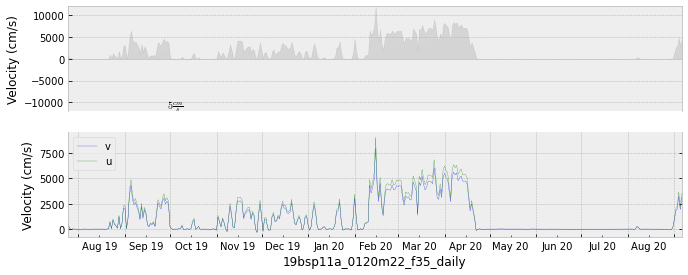 Velocity (cm/s)
10000
5000
0
−5000
−10000
5 cm/s
Velocity (cm/s)
7500
5000
2500
0
v
u
Aug 19 Sep 19 Oct 19 Nov 19 Dec 19 Jan 20 Feb 20 Mar 20 Apr 20 May 20 Jun 20 Jul 20 Aug 20
19bsp11a_0120m22_f35_daily